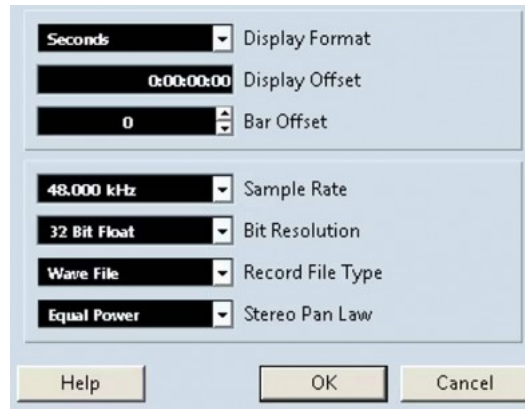 Seconds Display Format
0:00:00:00 Display Offset
0 Bar Offset
48.000 kHz Sample Rate
32 Bit Float Bit Resolution
Wave File Record File Type
Equal Power Stereo Pan Law
Help OK Cancel